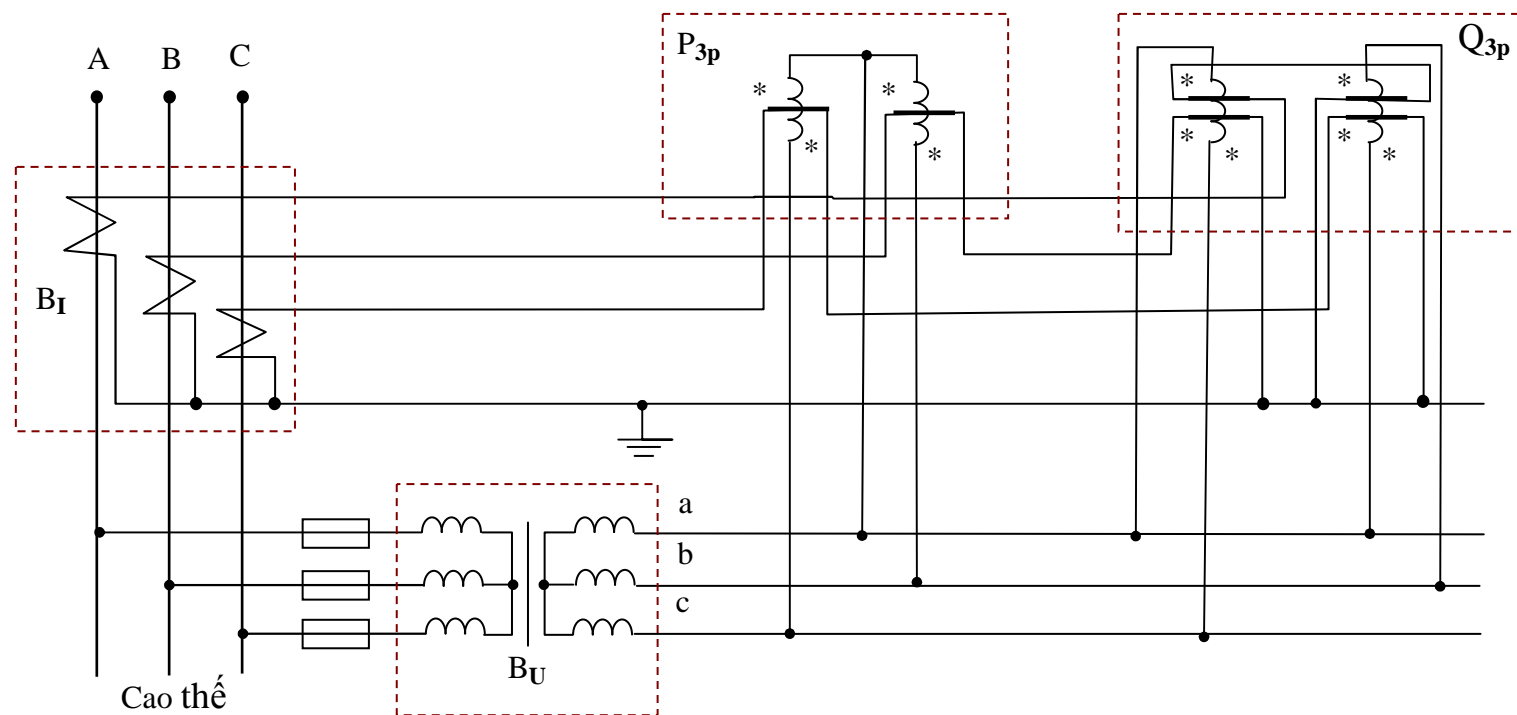 A B C
P3p
Q3p
* * * *
* * * * * *
BI
a
b
c
BU
Cao thế